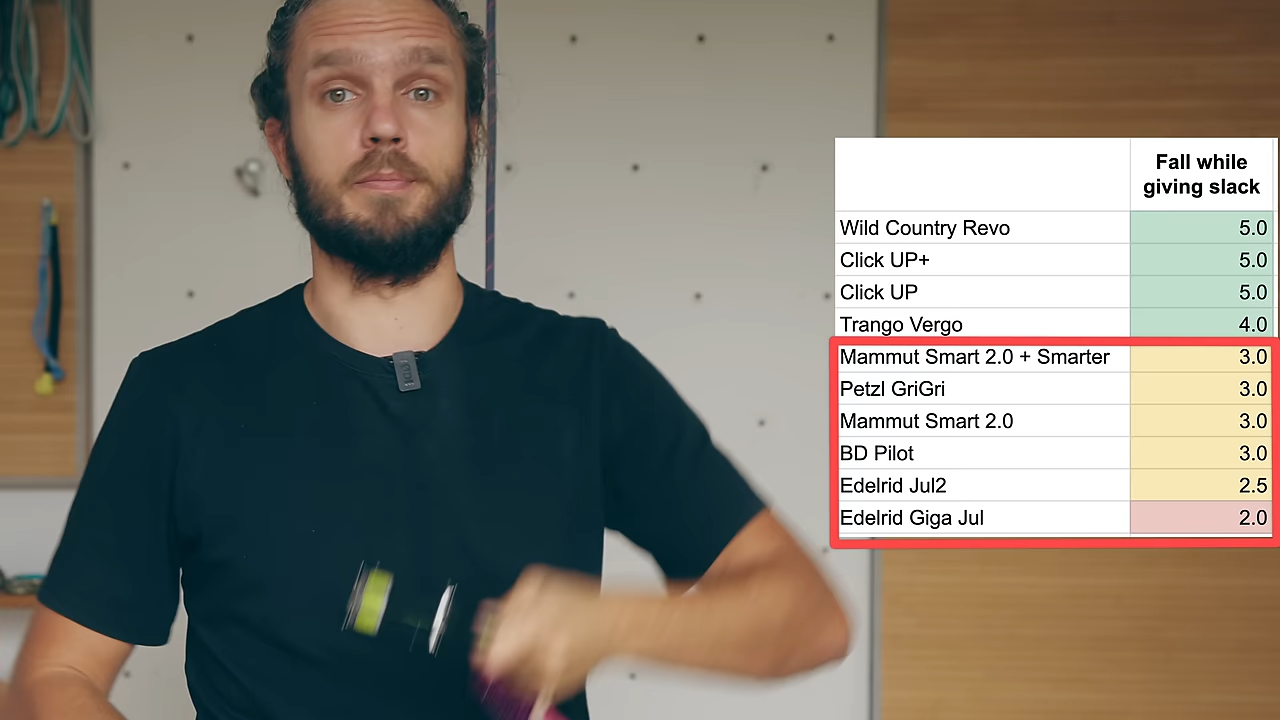 Fall while
giving slack
Wild Country Revo 5.0
Click UP+ 5.0
Click UP 5.0
Trango Vergo 4.0
Mammut Smart 2.0 + Smarter 3.0
Petzl GriGri 3.0
Mammut Smart 2.0 3.0
BD Pilot 3.0
Edelrid Jul2 2.5
Edelrid Giga Jul 2.0